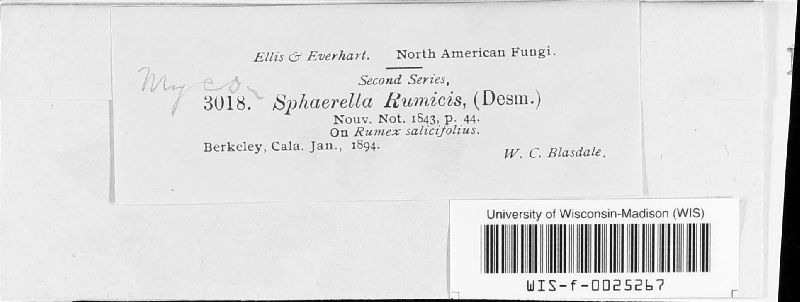 Ellis & Everhart. North American Fungi.
Second Series,
Myco-
3018. Sphaerella Rumicis, (Desm.)
Nouv. Not. 1843, p. 44.
On Rumex salicifolius.
Berkeley, Cala. Jan., 1894.
W. C. Blasdale.
University of Wisconsin-Madison (WIS)
WIS-f-0025267